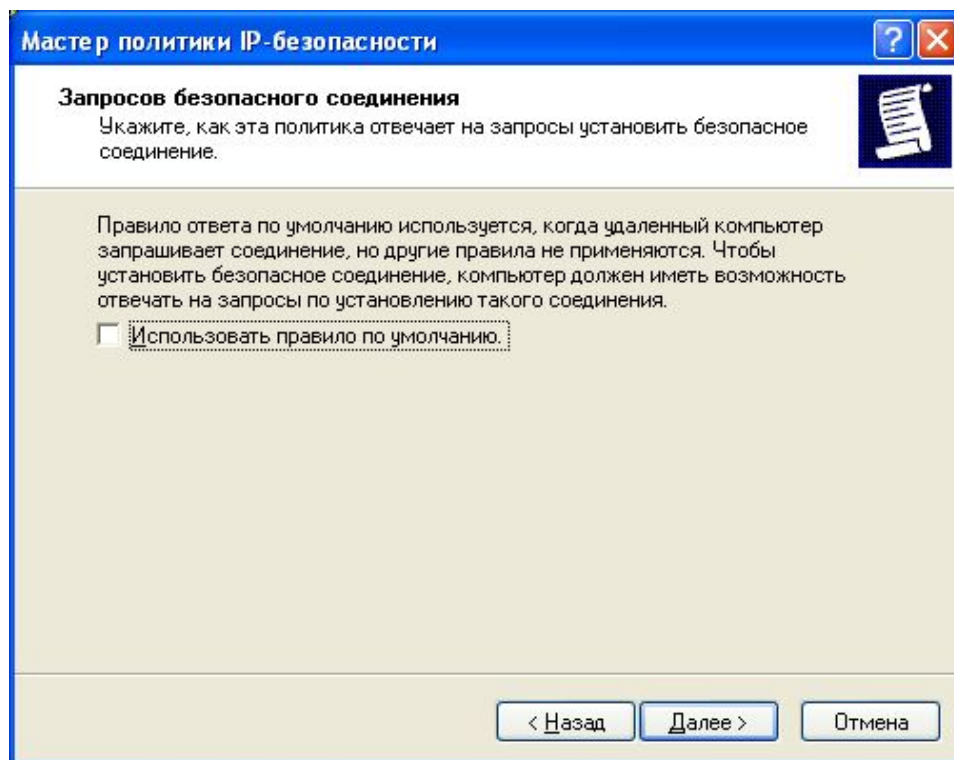 Мастер политики IP-безопасности
Запросов безопасного соединения
Укажите, как эта политика отвечает на запросы установить безопасное
соединение.
Правило ответа по умолчанию используется, когда удаленный компьютер
запрашивает соединение, но другие правила не применяются. Чтобы
установить безопасное соединение, компьютер должен иметь возможность
отвечать на запросы по установлению такого соединения.
Использовать правило по умолчанию.
< Назад Далее > Отмена